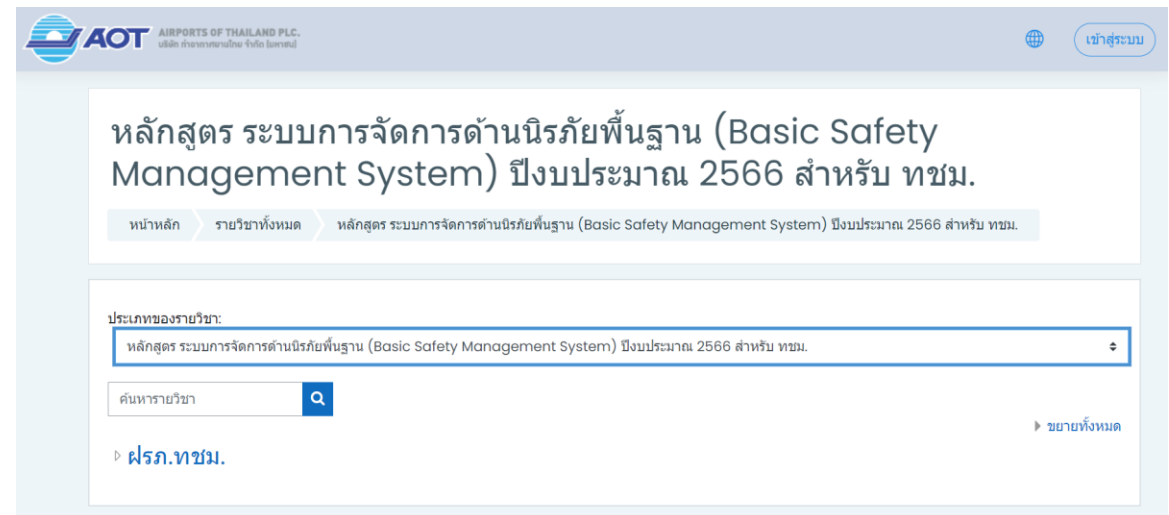 AOT
AIRPORTS OF THAILAND PLC.
บริษัท ท่าอากาศยานไทย จำกัด (มหาชน)
เข้าสู่ระบบ
หลักสูตร ระบบการจัดการด้านนิรภัยพื้นฐาน (Basic Safety
Management System) ปีงบประมาณ 2566 สำหรับ ทชม.
หน้าหลัก รายวิชาทั้งหมด หลักสูตร ระบบการจัดการด้านนิรภัยพื้นฐาน (Basic Safety Management System) ปีงบประมาณ 2566 สำหรับ ทชม.
ประเภทของรายวิชา:
หลักสูตร ระบบการจัดการด้านนิรภัยพื้นฐาน (Basic Safety Management System) ปีงบประมาณ 2566 สำหรับ ทชม.
ค้นหารายวิชา
ขยายทั้งหมด
ฝรภ.ทชม.